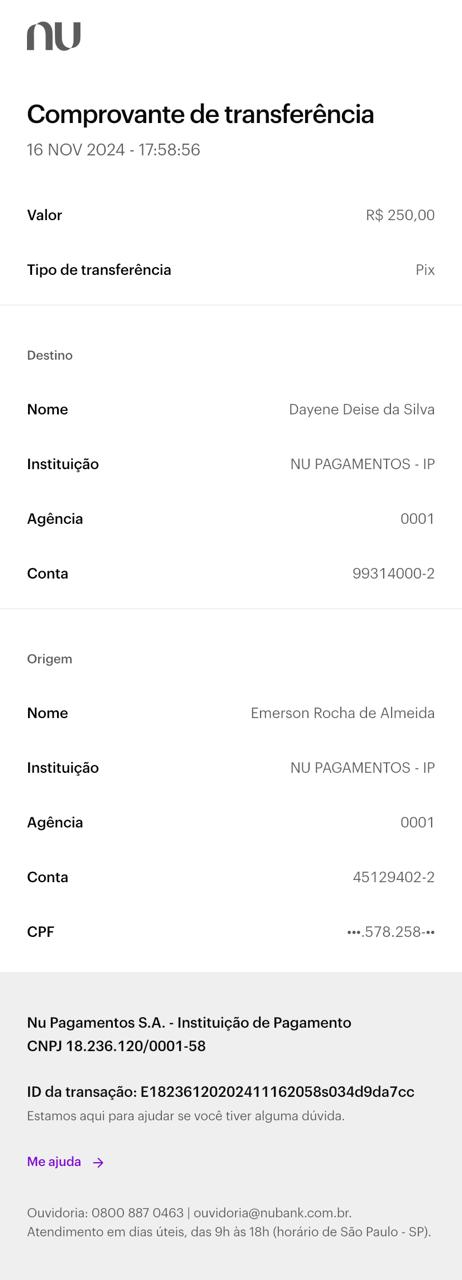 nu
Comprovante de transferência
16 NOV 2024 - 17:58:56
Valor R$ 250,00
Tipo de transferência Pix
Destino
Nome Dayene Deise da Silva
Instituição NU PAGAMENTOS - IP
Agência 0001
Conta 99314000-2
Origem
Nome Emerson Rocha de Almeida
Instituição NU PAGAMENTOS - IP
Agência 0001
Conta 45129402-2
CPF •••.578.258-••
Nu Pagamentos S.A. - Instituição de Pagamento
CNPJ 18.236.120/0001-58
ID da transação: E18236120202411162058s034d9da7cc
Estamos aqui para ajudar se você tiver alguma dúvida.
Me ajuda →
Ouvidoria: 0800 887 0463 | ouvidoria@nubank.com.br.
Atendimento em dias úteis, das 9h às 18h (horário de São Paulo - SP).